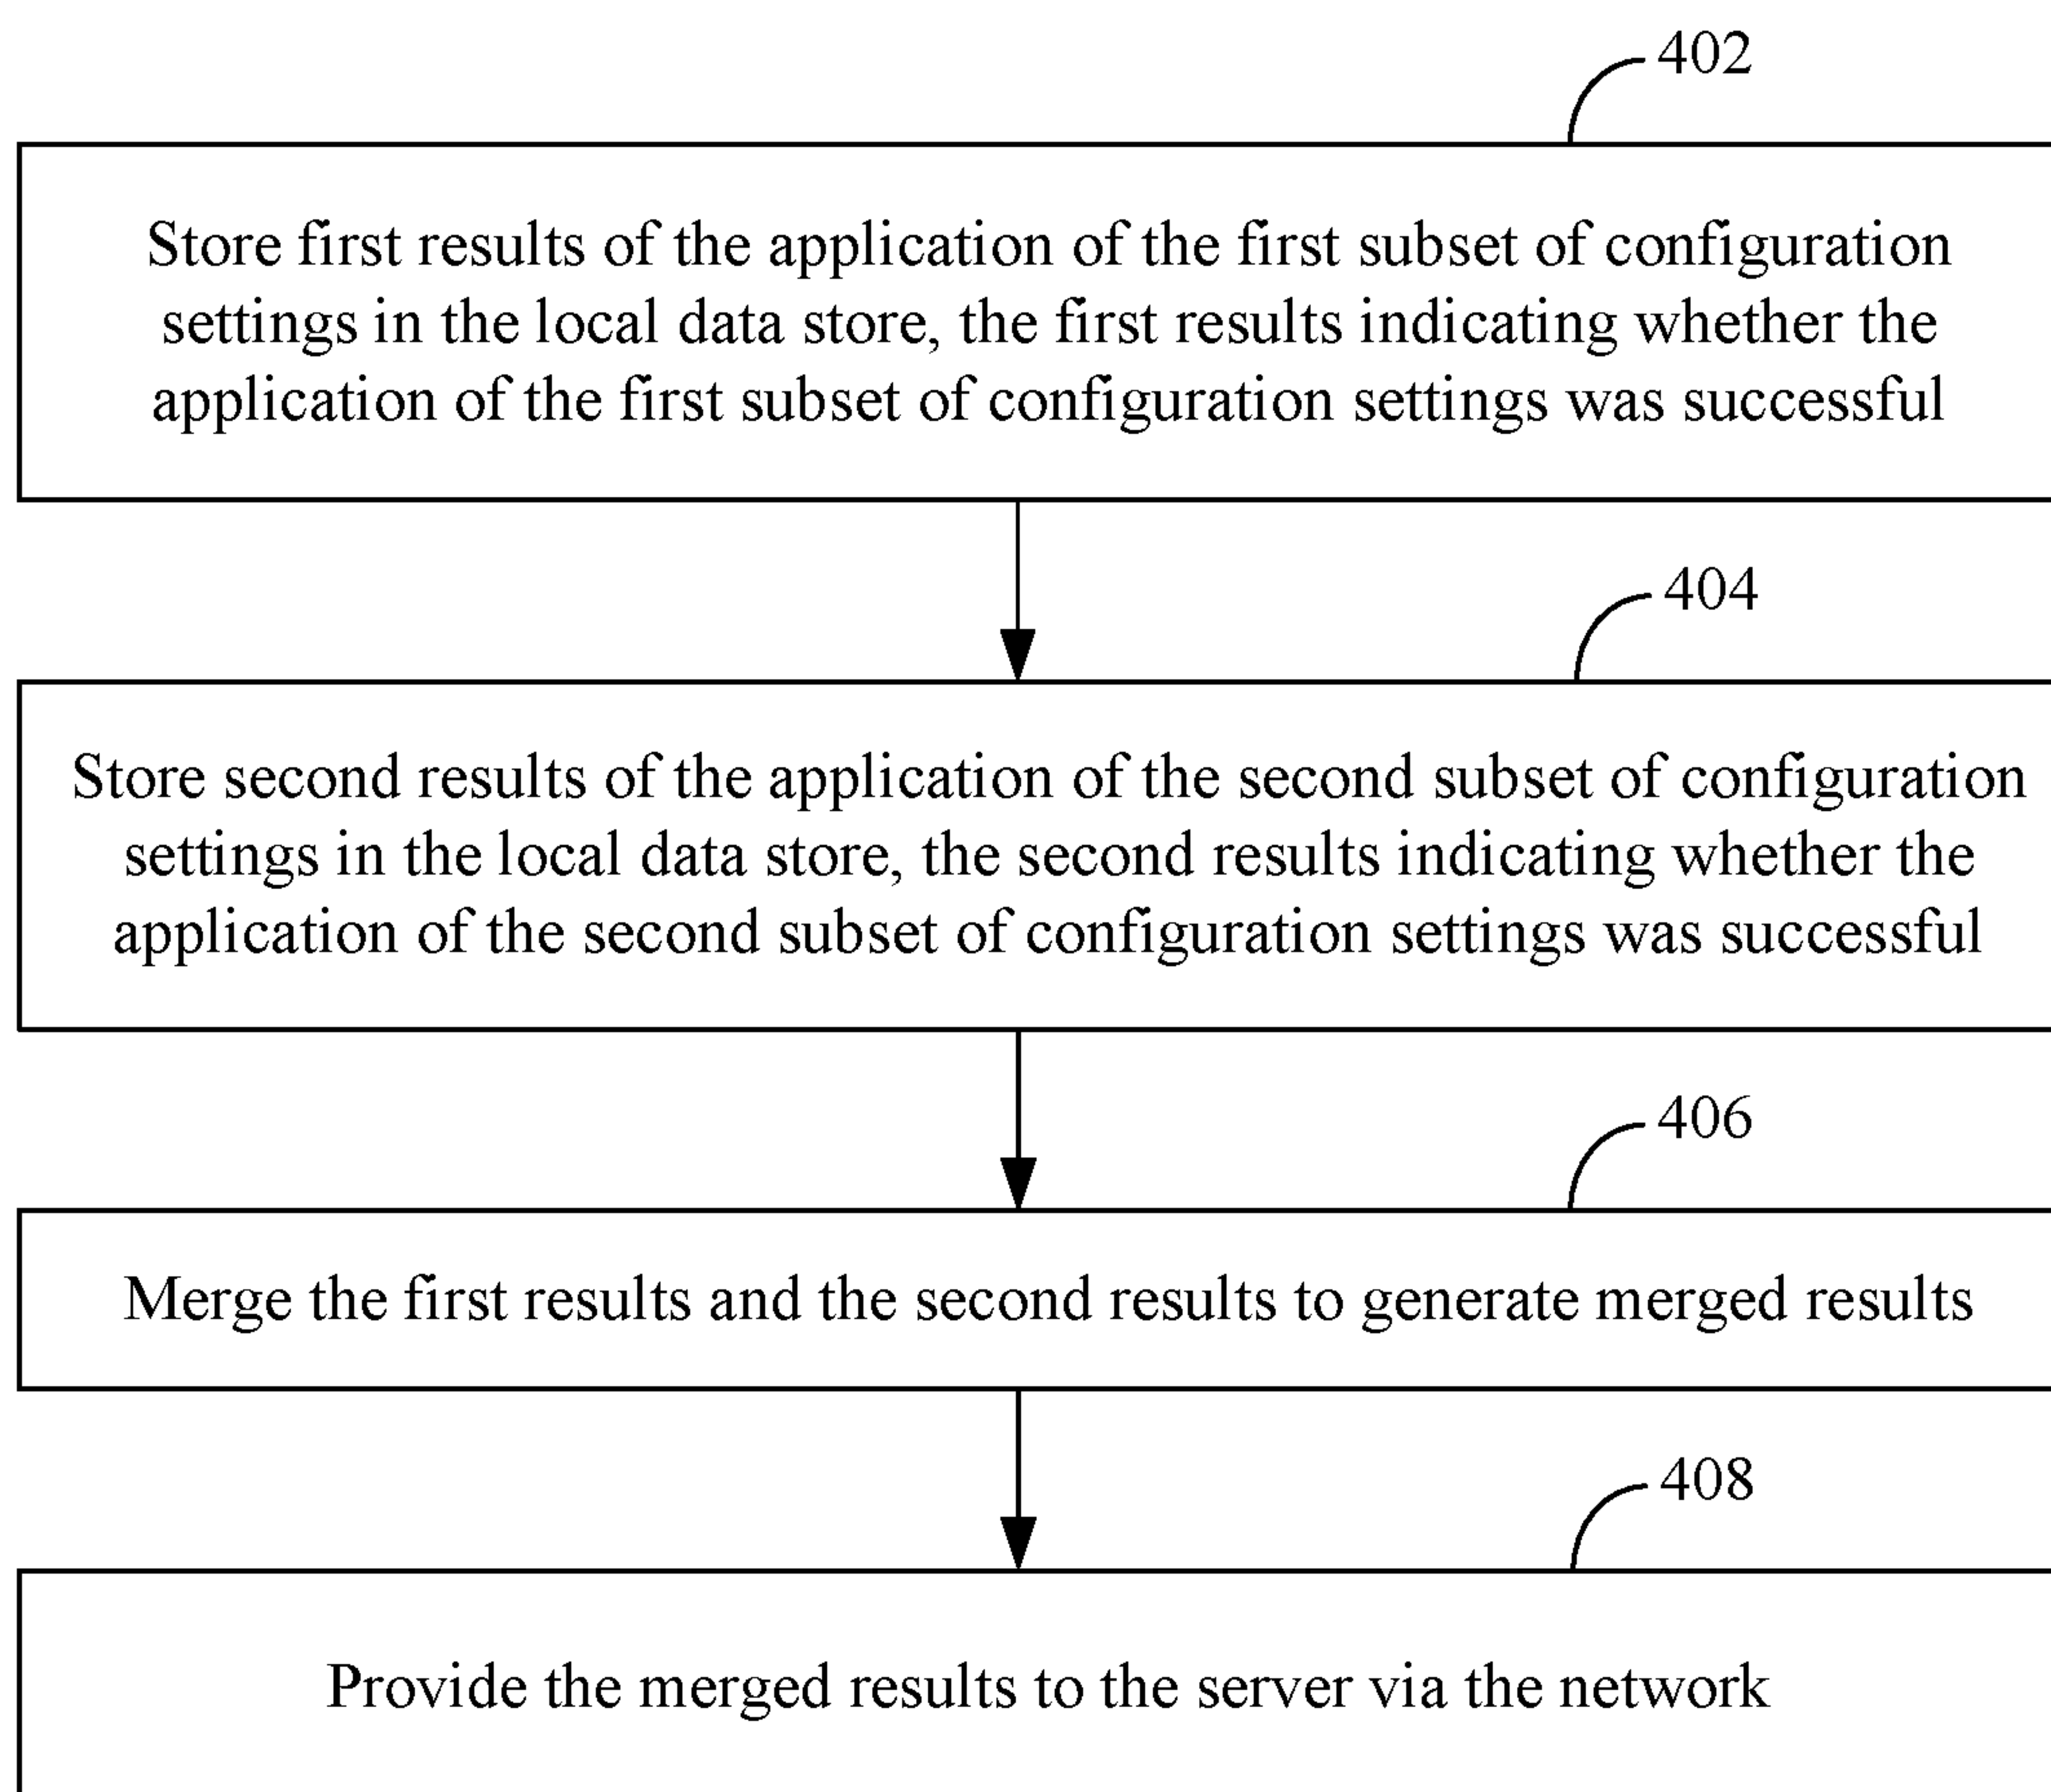 402
Store first results of the application of the first subset of configuration
settings in the local data store, the first results indicating whether the
application of the first subset of configuration settings was successful
404
Store second results of the application of the second subset of configuration
settings in the local data store, the second results indicating whether the
application of the second subset of configuration settings was successful
406
Merge the first results and the second results to generate merged results
408
Provide the merged results to the server via the network